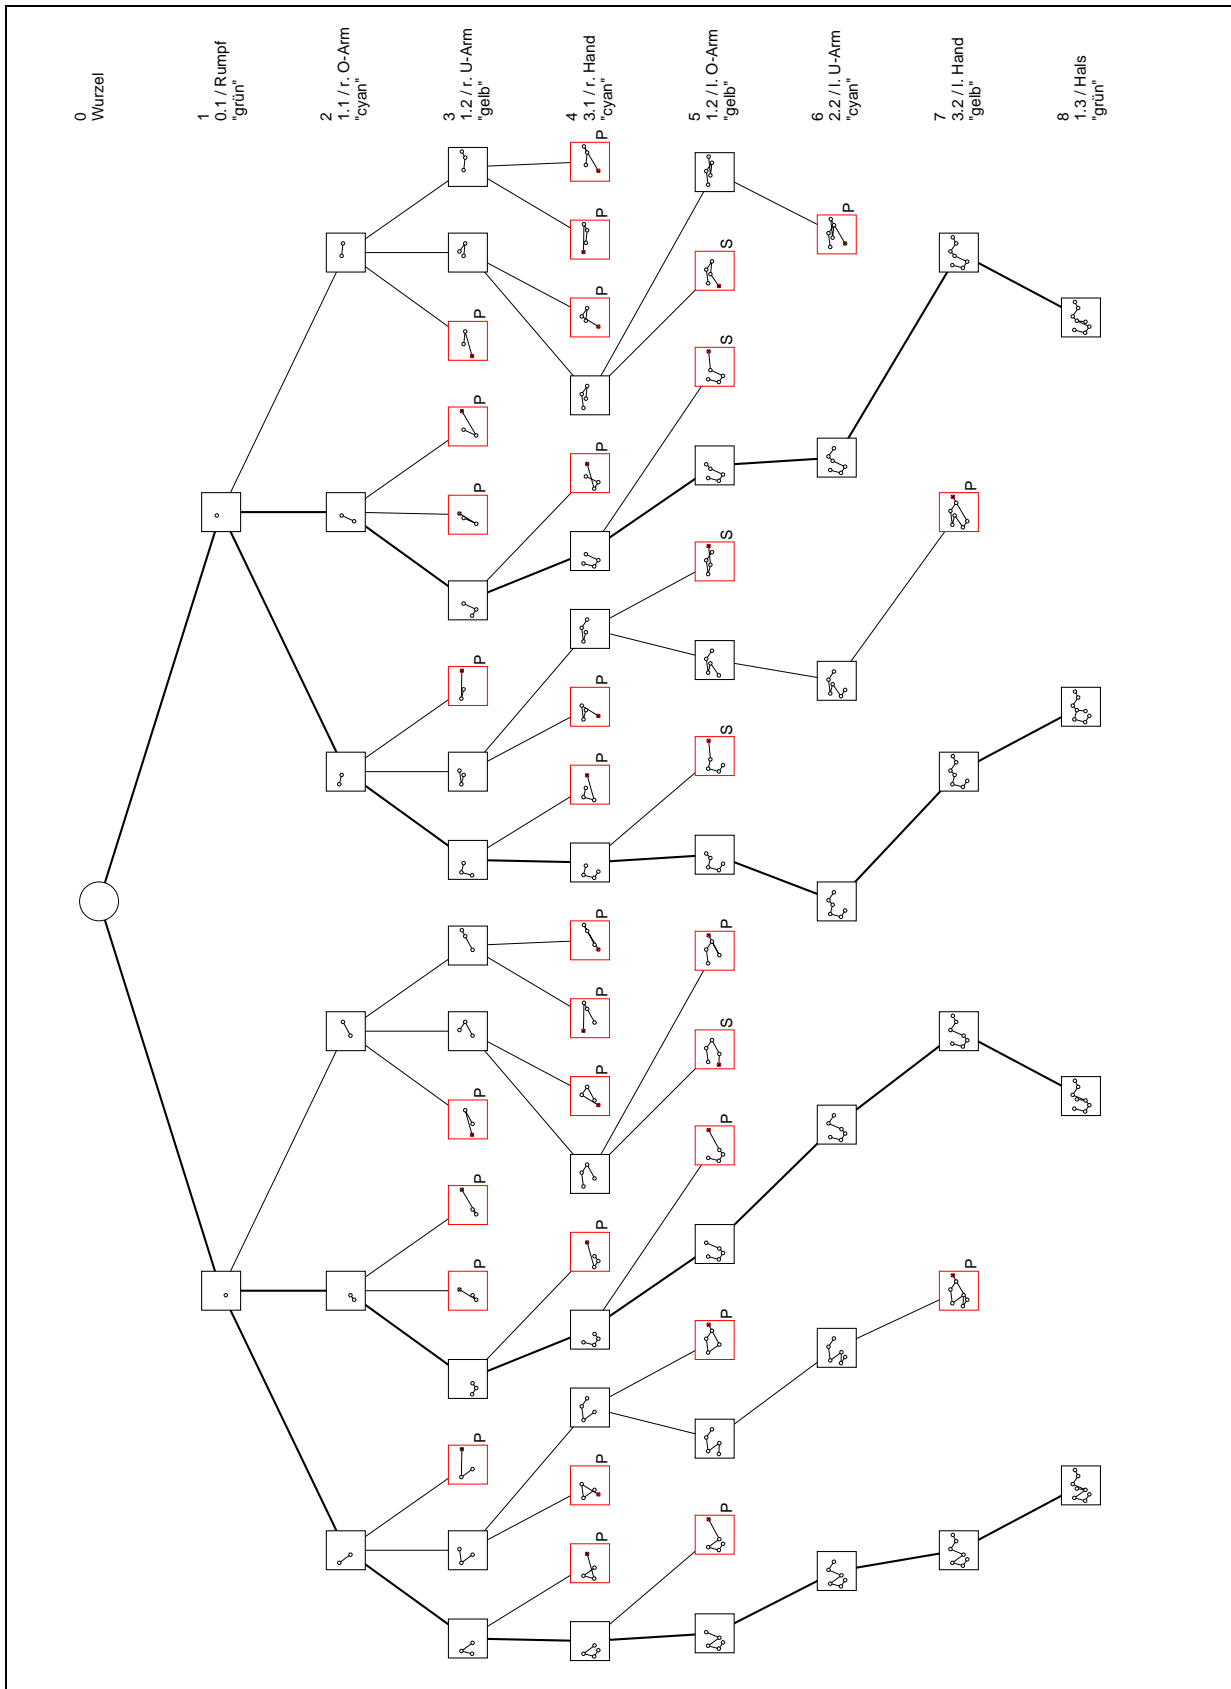 0
Wurzel
1
0.1 / Rumpf
"grün"
2
1.1 / r. O-Arm
"cyan"
3
1.2 / r. U-Arm
"gelb"
P
P
P
P
P
P
P
P
4
3.1 / r. Hand
"cyan"
P
P
P
P
P
P
P
P
P
P
P
P
5
1.2 / l. O-Arm
"gelb"
P
P
P
S
P
S
S
S
S
6
2.2 / l. U-Arm
"cyan"
P
7
3.2 / l. Hand
"gelb"
P
P
8
1.3 / Hals
"grün"